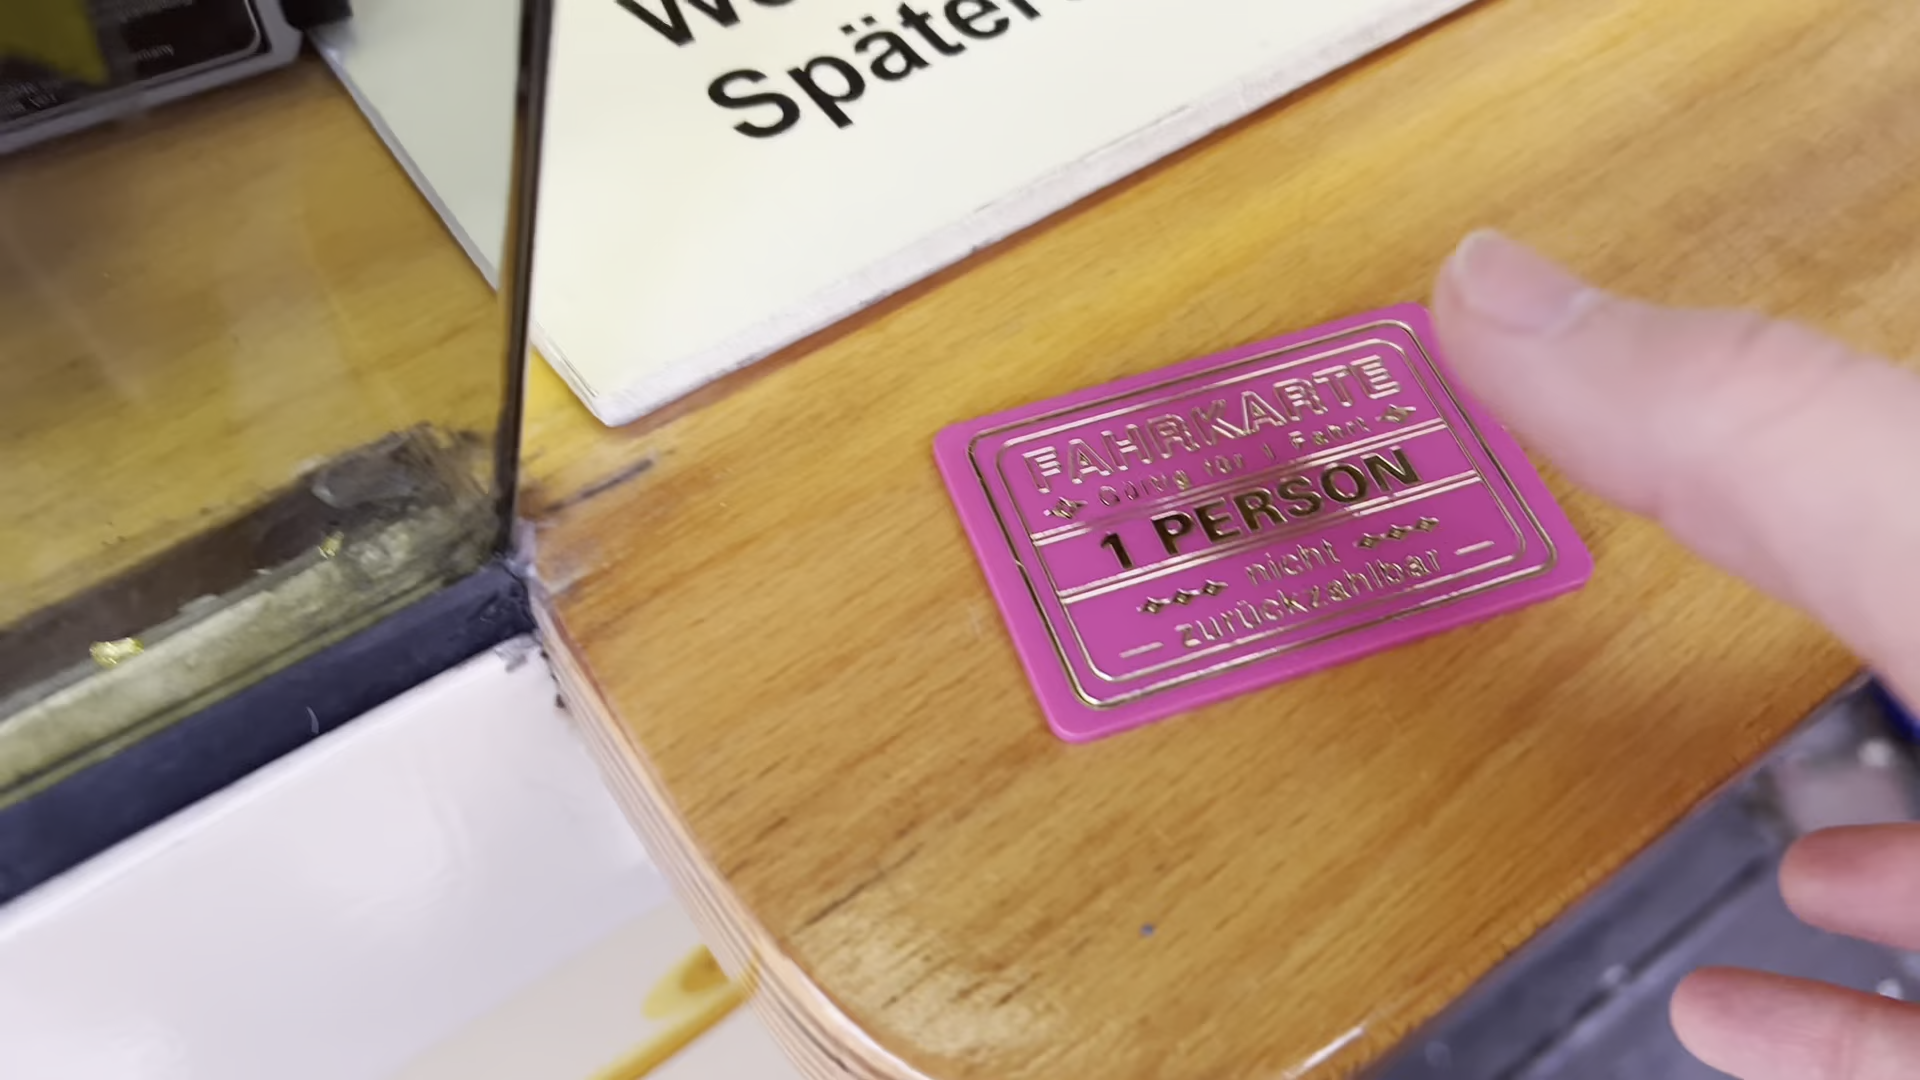 Später
FAHRKARTE
Gültig für 1 Fahrt
1 PERSON
nicht
zurückzahlbar